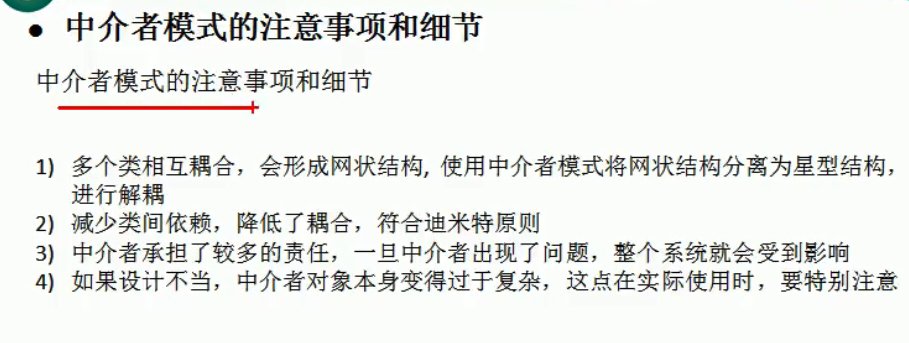 ● 中介者模式的注意事项和细节
中介者模式的注意事项和细节
1) 多个类相互耦合，会形成网状结构, 使用中介者模式将网状结构分离为星型结构，
进行解耦
2) 减少类间依赖，降低了耦合，符合迪米特原则
3) 中介者承担了较多的责任，一旦中介者出现了问题，整个系统就会受到影响
4) 如果设计不当，中介者对象本身变得过于复杂，这点在实际使用时，要特别注意